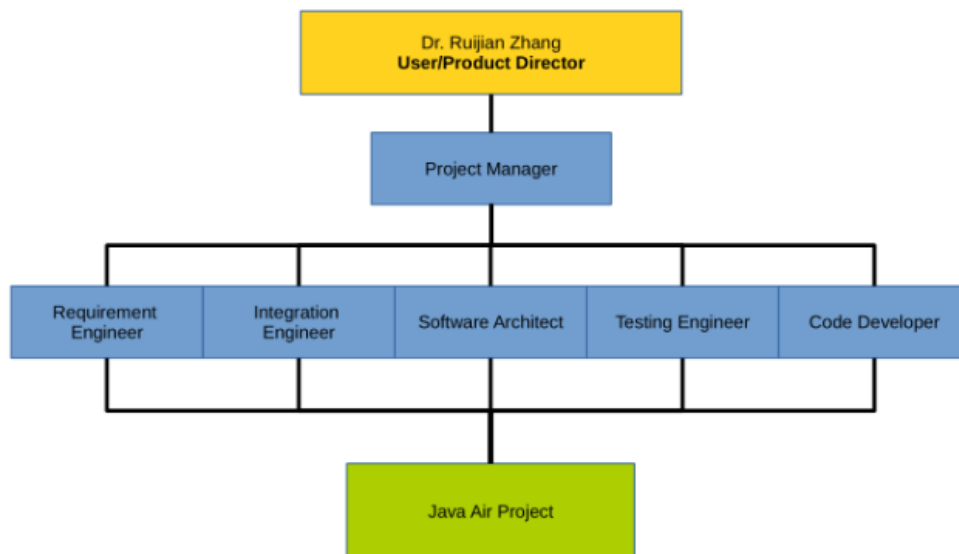 Dr. Ruijian Zhang
User/Product Director
Project Manager
Requirement
Engineer
Integration
Engineer
Software Architect
Testing Engineer
Code Developer
Java Air Project